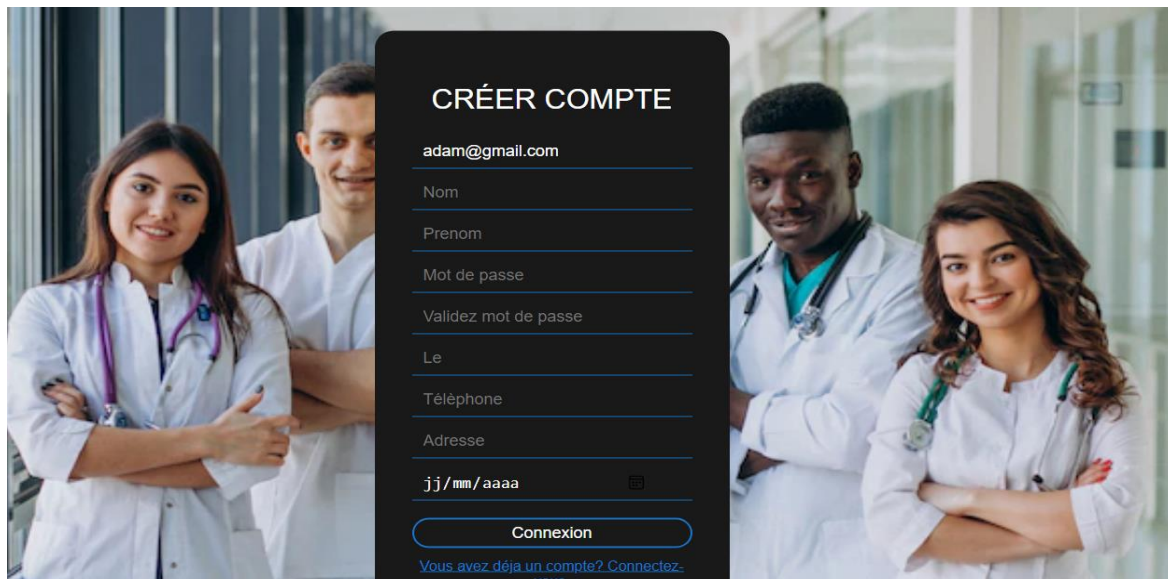 CRÉER COMPTE
adam@gmail.com
Nom
Prenom
Mot de passe
Validez mot de passe
Le
Télèphone
Adresse
jj/mm/aaaa
Connexion
Vous avez déja un compte? Connectez-